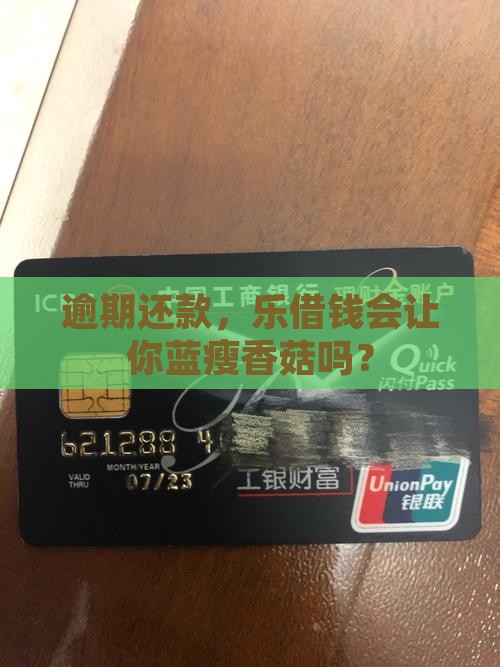 中国工商银行 理财金账户
逾期还款，乐借钱会让
你蓝瘦香菇吗？
Quick
闪付Pass
621288 4
MONTH/YEAR
VALID
THRU
07/23
工银财富
UnionPay
银联